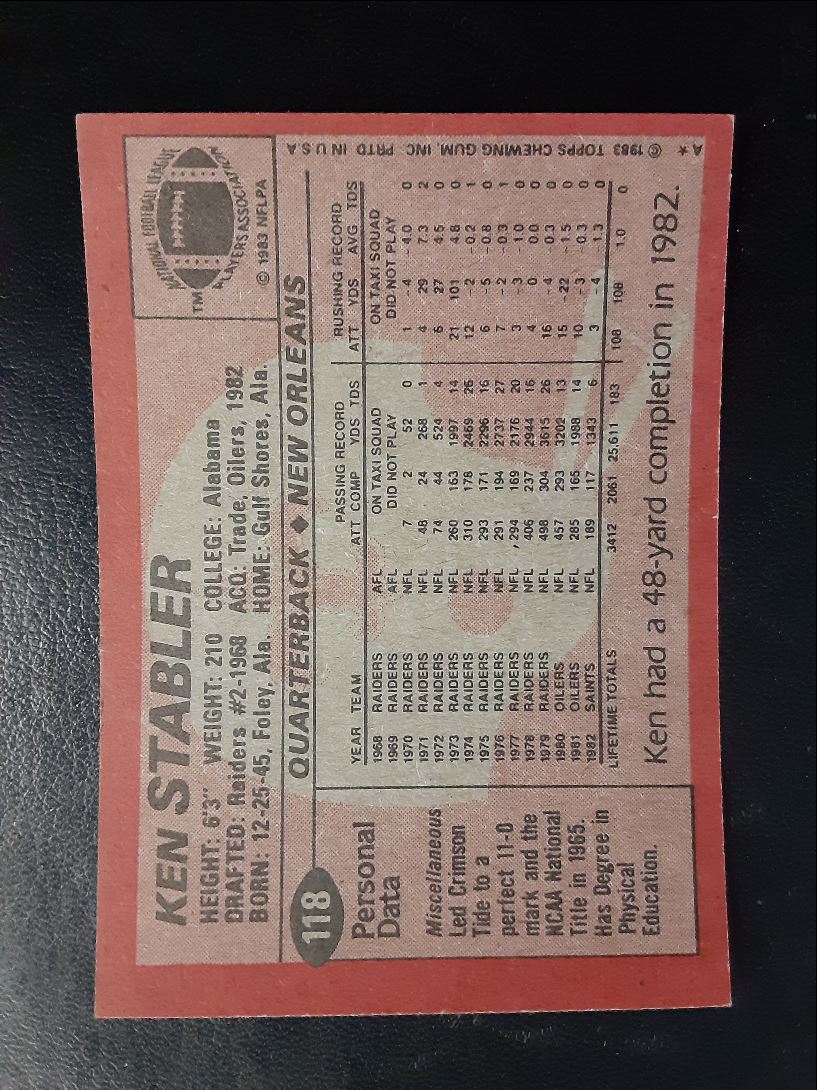 KEN STABLER
HEIGHT: 6'3" WEIGHT: 210 COLLEGE: Alabama
DRAFTED: Raiders #2-1968 ACQ: Trade, Oilers, 1982
BORN: 12-25-45, Foley, Ala. HOME: Gulf Shores, Ala.
NATIONAL FOOTBALL LEAGUE
PLAYERS ASSOCIATION
TM
© 1983 NFLPA
118
QUARTERBACK ♦ NEW ORLEANS
Personal
Data
Miscellaneous
Led Crimson
Tide to a
perfect 11-0
mark and the
NCAA National
Title in 1965.
Has Degree in
Physical
Education.
PASSING RECORD RUSHING RECORD
YEAR TEAM ATT COMP YDS TDS ATT YDS AVG TDS
1968 RAIDERS AFL ON TAXI SQUAD ON TAXI SQUAD
1969 RAIDERS AFL DID NOT PLAY DID NOT PLAY
1970 RAIDERS NFL 7 2 52 0 1 -4 -4.0 0
1971 RAIDERS NFL 48 24 268 1 4 29 7.3 2
1972 RAIDERS NFL 74 44 524 4 6 27 4.5 0
1973 RAIDERS NFL 260 163 1997 14 21 101 4.8 0
1974 RAIDERS NFL 310 178 2469 26 12 -2 -0.2 1
1975 RAIDERS NFL 293 171 2296 16 6 -5 -0.8 0
1976 RAIDERS NFL 291 194 2737 27 7 -2 -0.3 1
1977 RAIDERS NFL 294 169 2176 20 3 -3 -1.0 0
1978 RAIDERS NFL 406 237 2944 16 4 0 0.0 0
1979 RAIDERS NFL 498 304 3615 26 16 -4 -0.3 0
1980 OILERS NFL 457 293 3202 13 15 -22 -1.5 0
1981 OILERS NFL 285 165 1988 14 10 -3 -0.3 0
1982 SAINTS NFL 189 117 1343 6 3 -4 -1.3 0
LIFETIME TOTALS 3412 2061 25,611 183 108 108 1.0 0
Ken had a 48-yard completion in 1982.
A* © 1983 TOPPS CHEWING GUM, INC. PRTD IN U.S.A